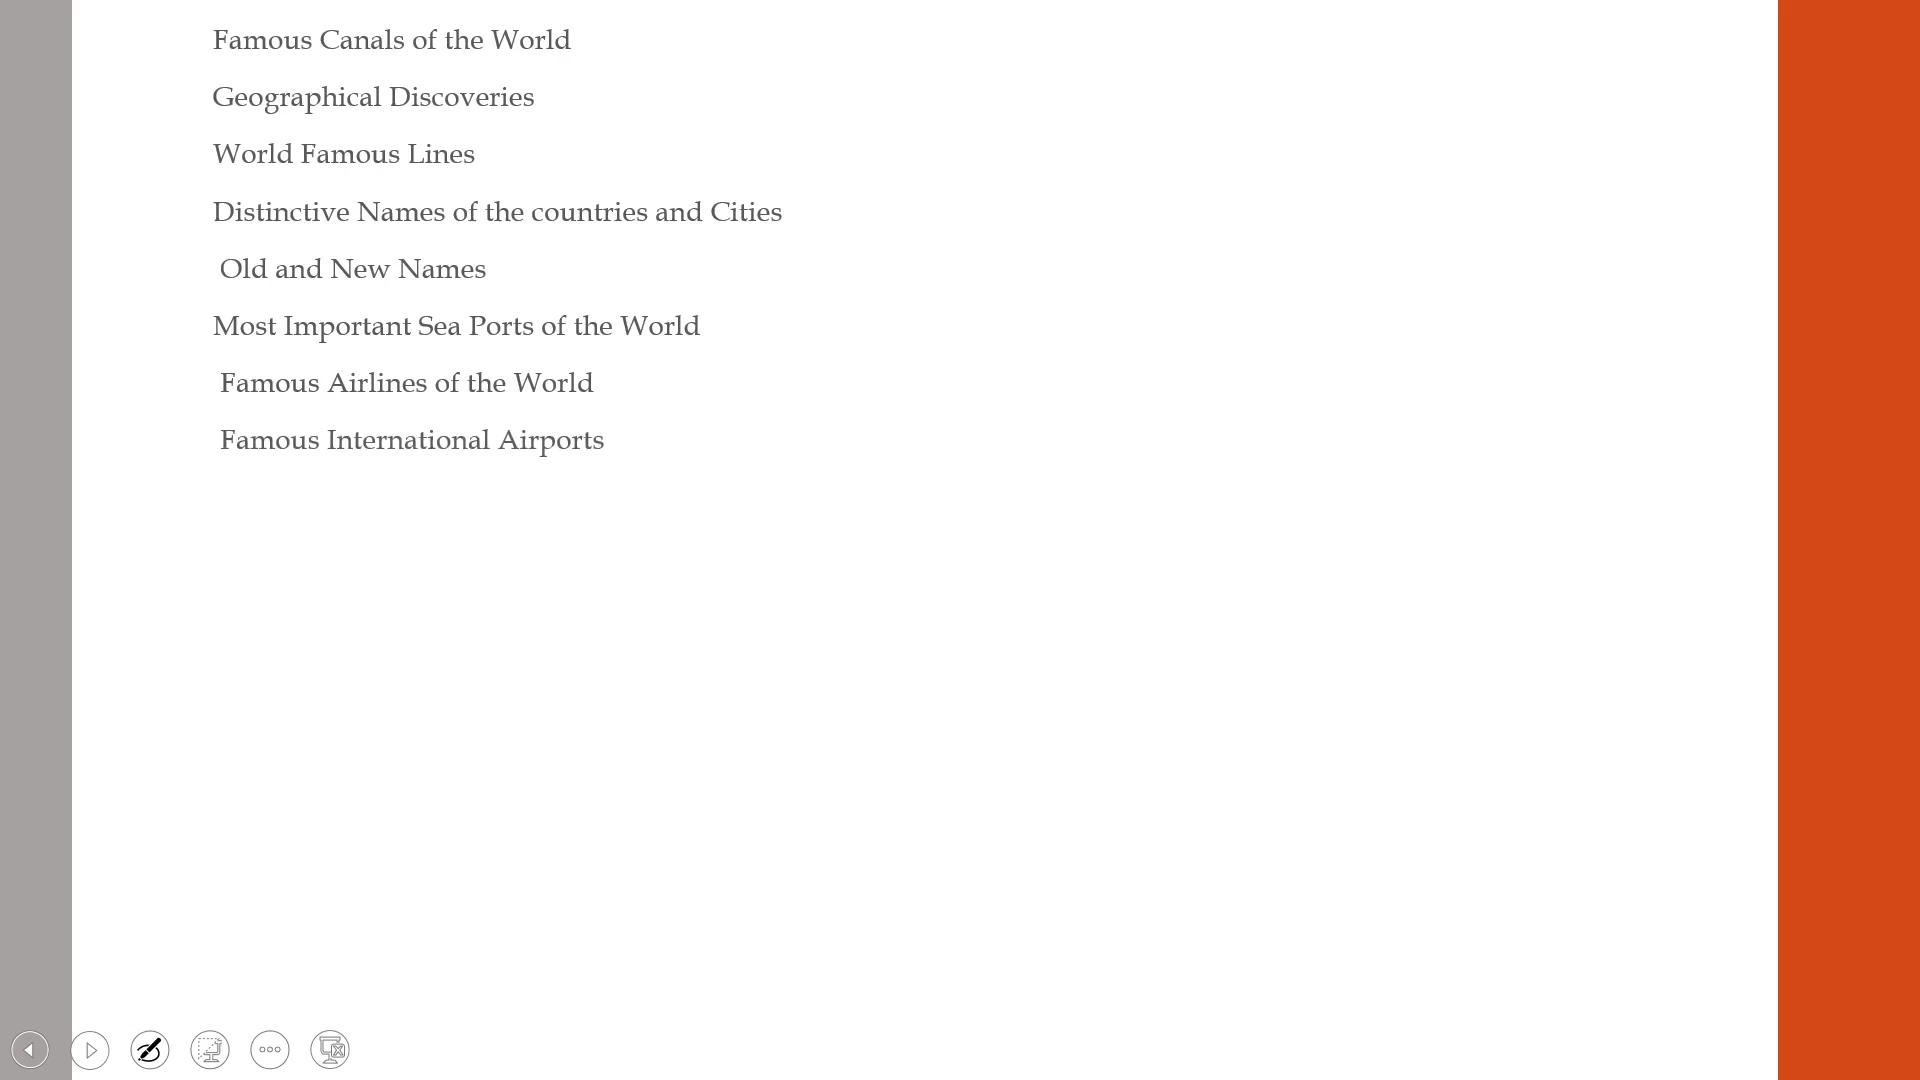 Famous Canals of the World
Geographical Discoveries
World Famous Lines
Distinctive Names of the countries and Cities
Old and New Names
Most Important Sea Ports of the World
Famous Airlines of the World
Famous International Airports